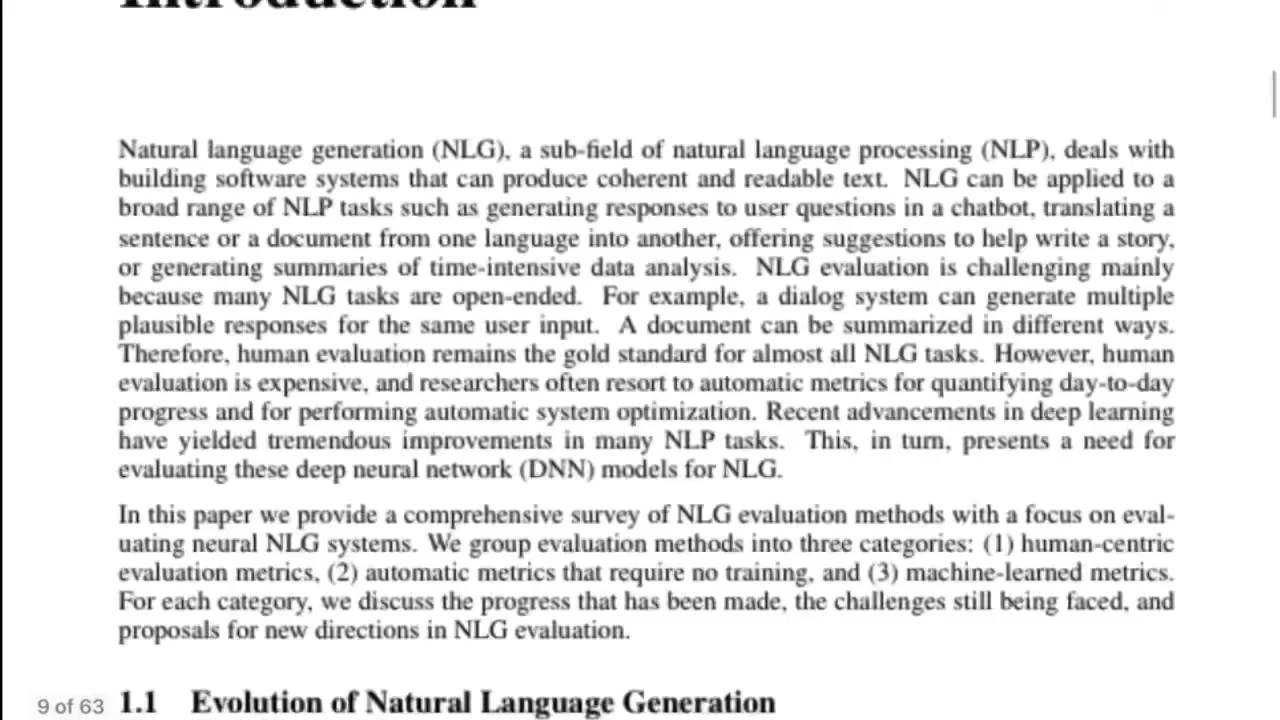 Introduction
Natural language generation (NLG), a sub-field of natural language processing (NLP), deals with
building software systems that can produce coherent and readable text. NLG can be applied to a
broad range of NLP tasks such as generating responses to user questions in a chatbot, translating a
sentence or a document from one language into another, offering suggestions to help write a story,
or generating summaries of time-intensive data analysis. NLG evaluation is challenging mainly
because many NLG tasks are open-ended. For example, a dialog system can generate multiple
plausible responses for the same user input. A document can be summarized in different ways.
Therefore, human evaluation remains the gold standard for almost all NLG tasks. However, human
evaluation is expensive, and researchers often resort to automatic metrics for quantifying day-to-day
progress and for performing automatic system optimization. Recent advancements in deep learning
have yielded tremendous improvements in many NLP tasks. This, in turn, presents a need for
evaluating these deep neural network (DNN) models for NLG.
In this paper we provide a comprehensive survey of NLG evaluation methods with a focus on eval-
uating neural NLG systems. We group evaluation methods into three categories: (1) human-centric
evaluation metrics, (2) automatic metrics that require no training, and (3) machine-learned metrics.
For each category, we discuss the progress that has been made, the challenges still being faced, and
proposals for new directions in NLG evaluation.
9 of 63
1.1 Evolution of Natural Language Generation